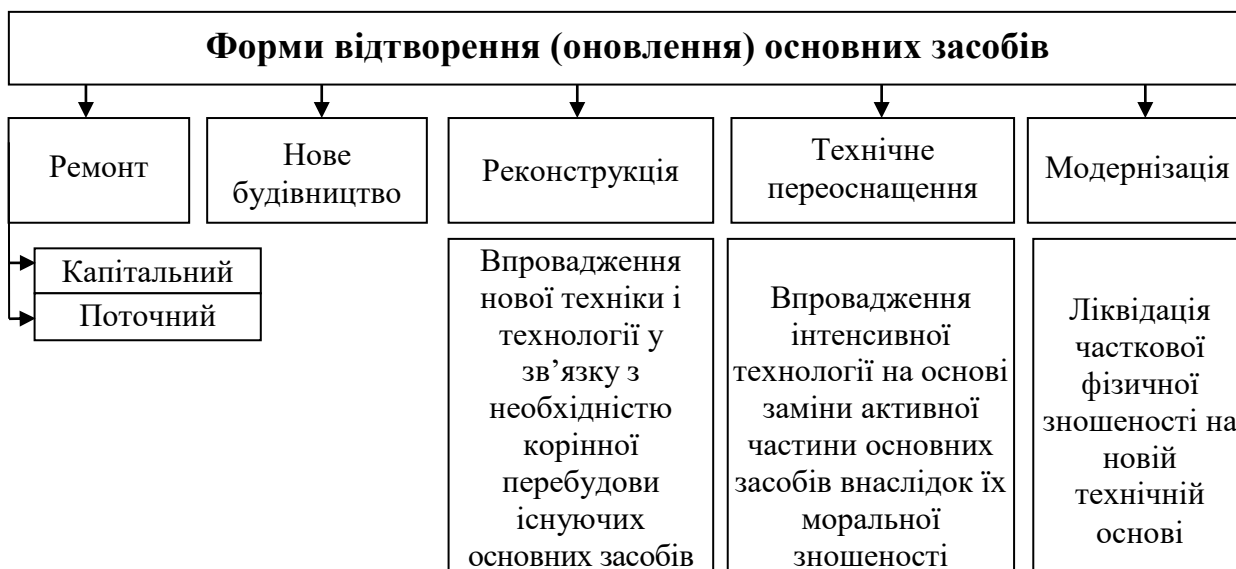 Форми відтворення (оновлення) основних засобів
Ремонт
Нове
будівництво
Реконструкція
Технічне
переоснащення
Модернізація
Капітальний
Поточний
Впровадження
нової техніки і
технології у
зв’язку з
необхідністю
корінної
перебудови
існуючих
основних засобів
Впровадження
інтенсивної
технології на основі
заміни активної
частини основних
засобів внаслідок їх
моральної
зношеності
Ліквідація
часткової
фізичної
зношеності на
новій
технічній
основі